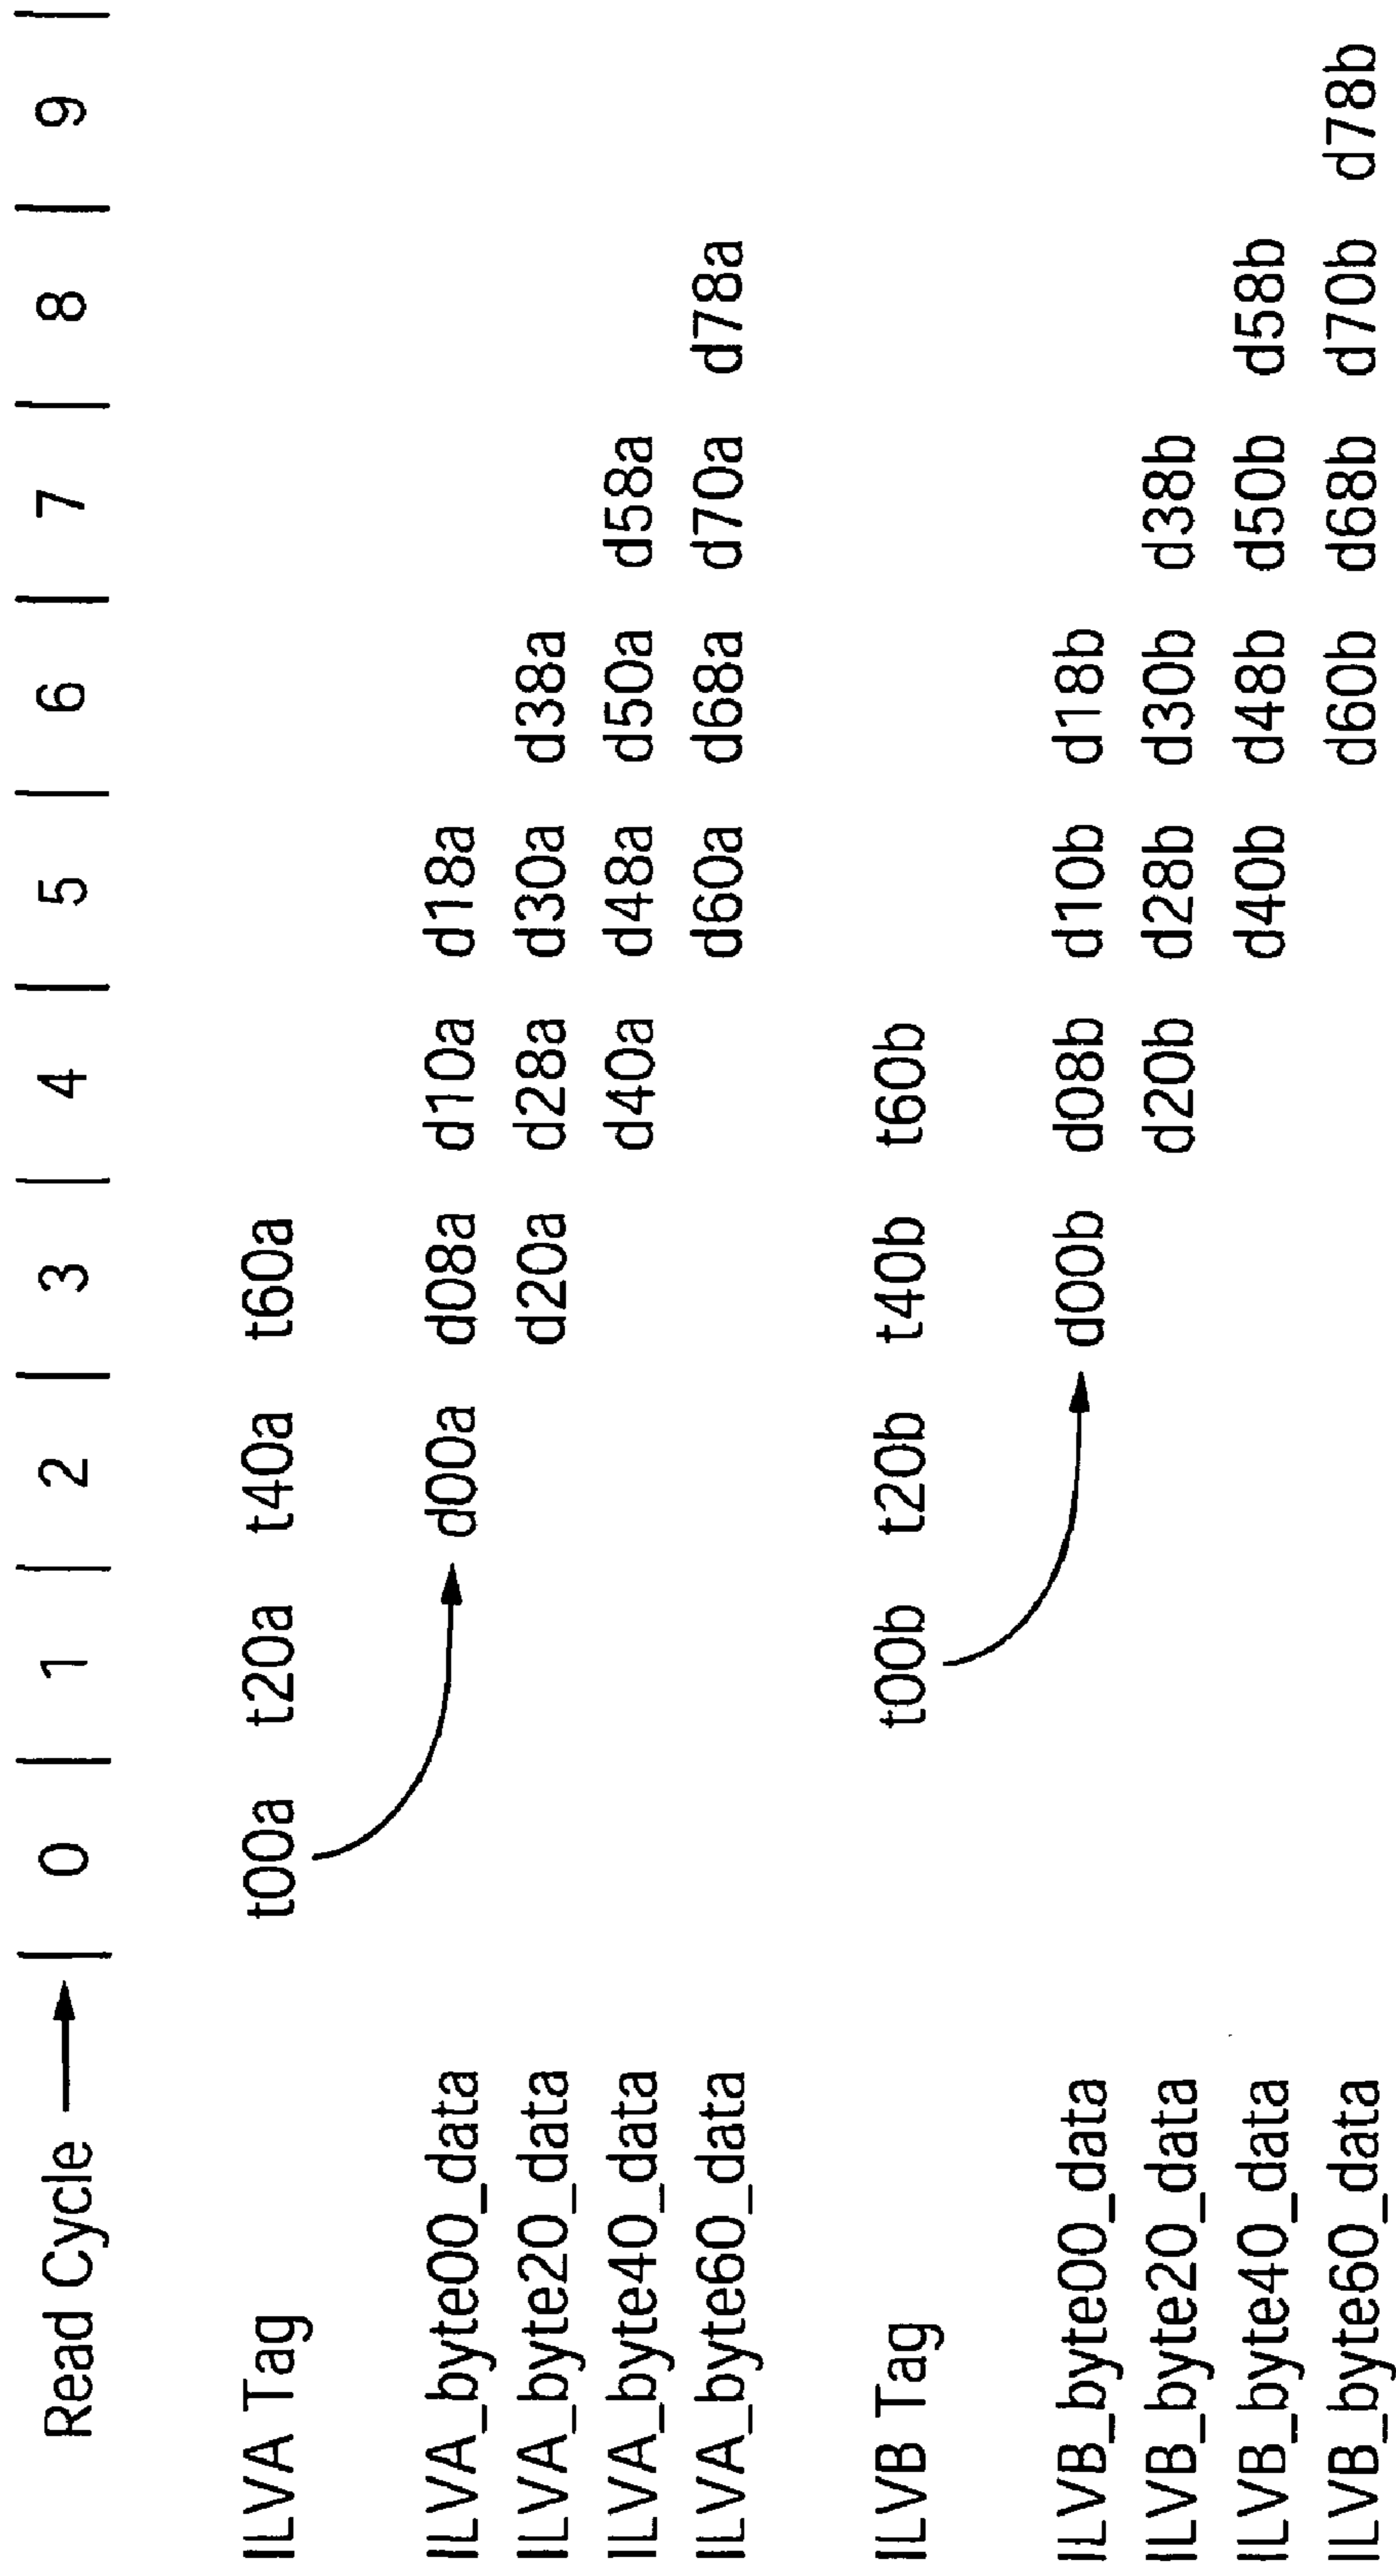 Read Cycle → | 0 | 1 | 2 | 3 | 4 | 5 | 6 | 7 | 8 | 9 |
ILVA Tag t00a t20a t40a t60a
ILVA_byte00_data d00a d08a d10a d18a
ILVA_byte20_data d20a d28a d30a d38a
ILVA_byte40_data d40a d48a d50a d58a
ILVA_byte60_data d60a d68a d70a d78a
ILVB Tag t00b t20b t40b t60b
ILVB_byte00_data d00b d08b d10b d18b
ILVB_byte20_data d20b d28b d30b d38b
ILVB_byte40_data d40b d48b d50b d58b
ILVB_byte60_data d60b d68b d70b d78b